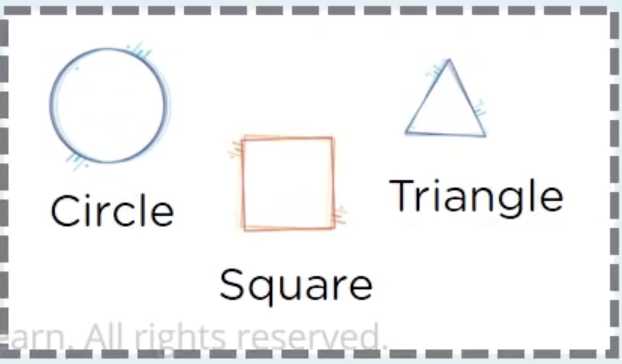 Circle
Triangle
Square
arn. All rights reserved.